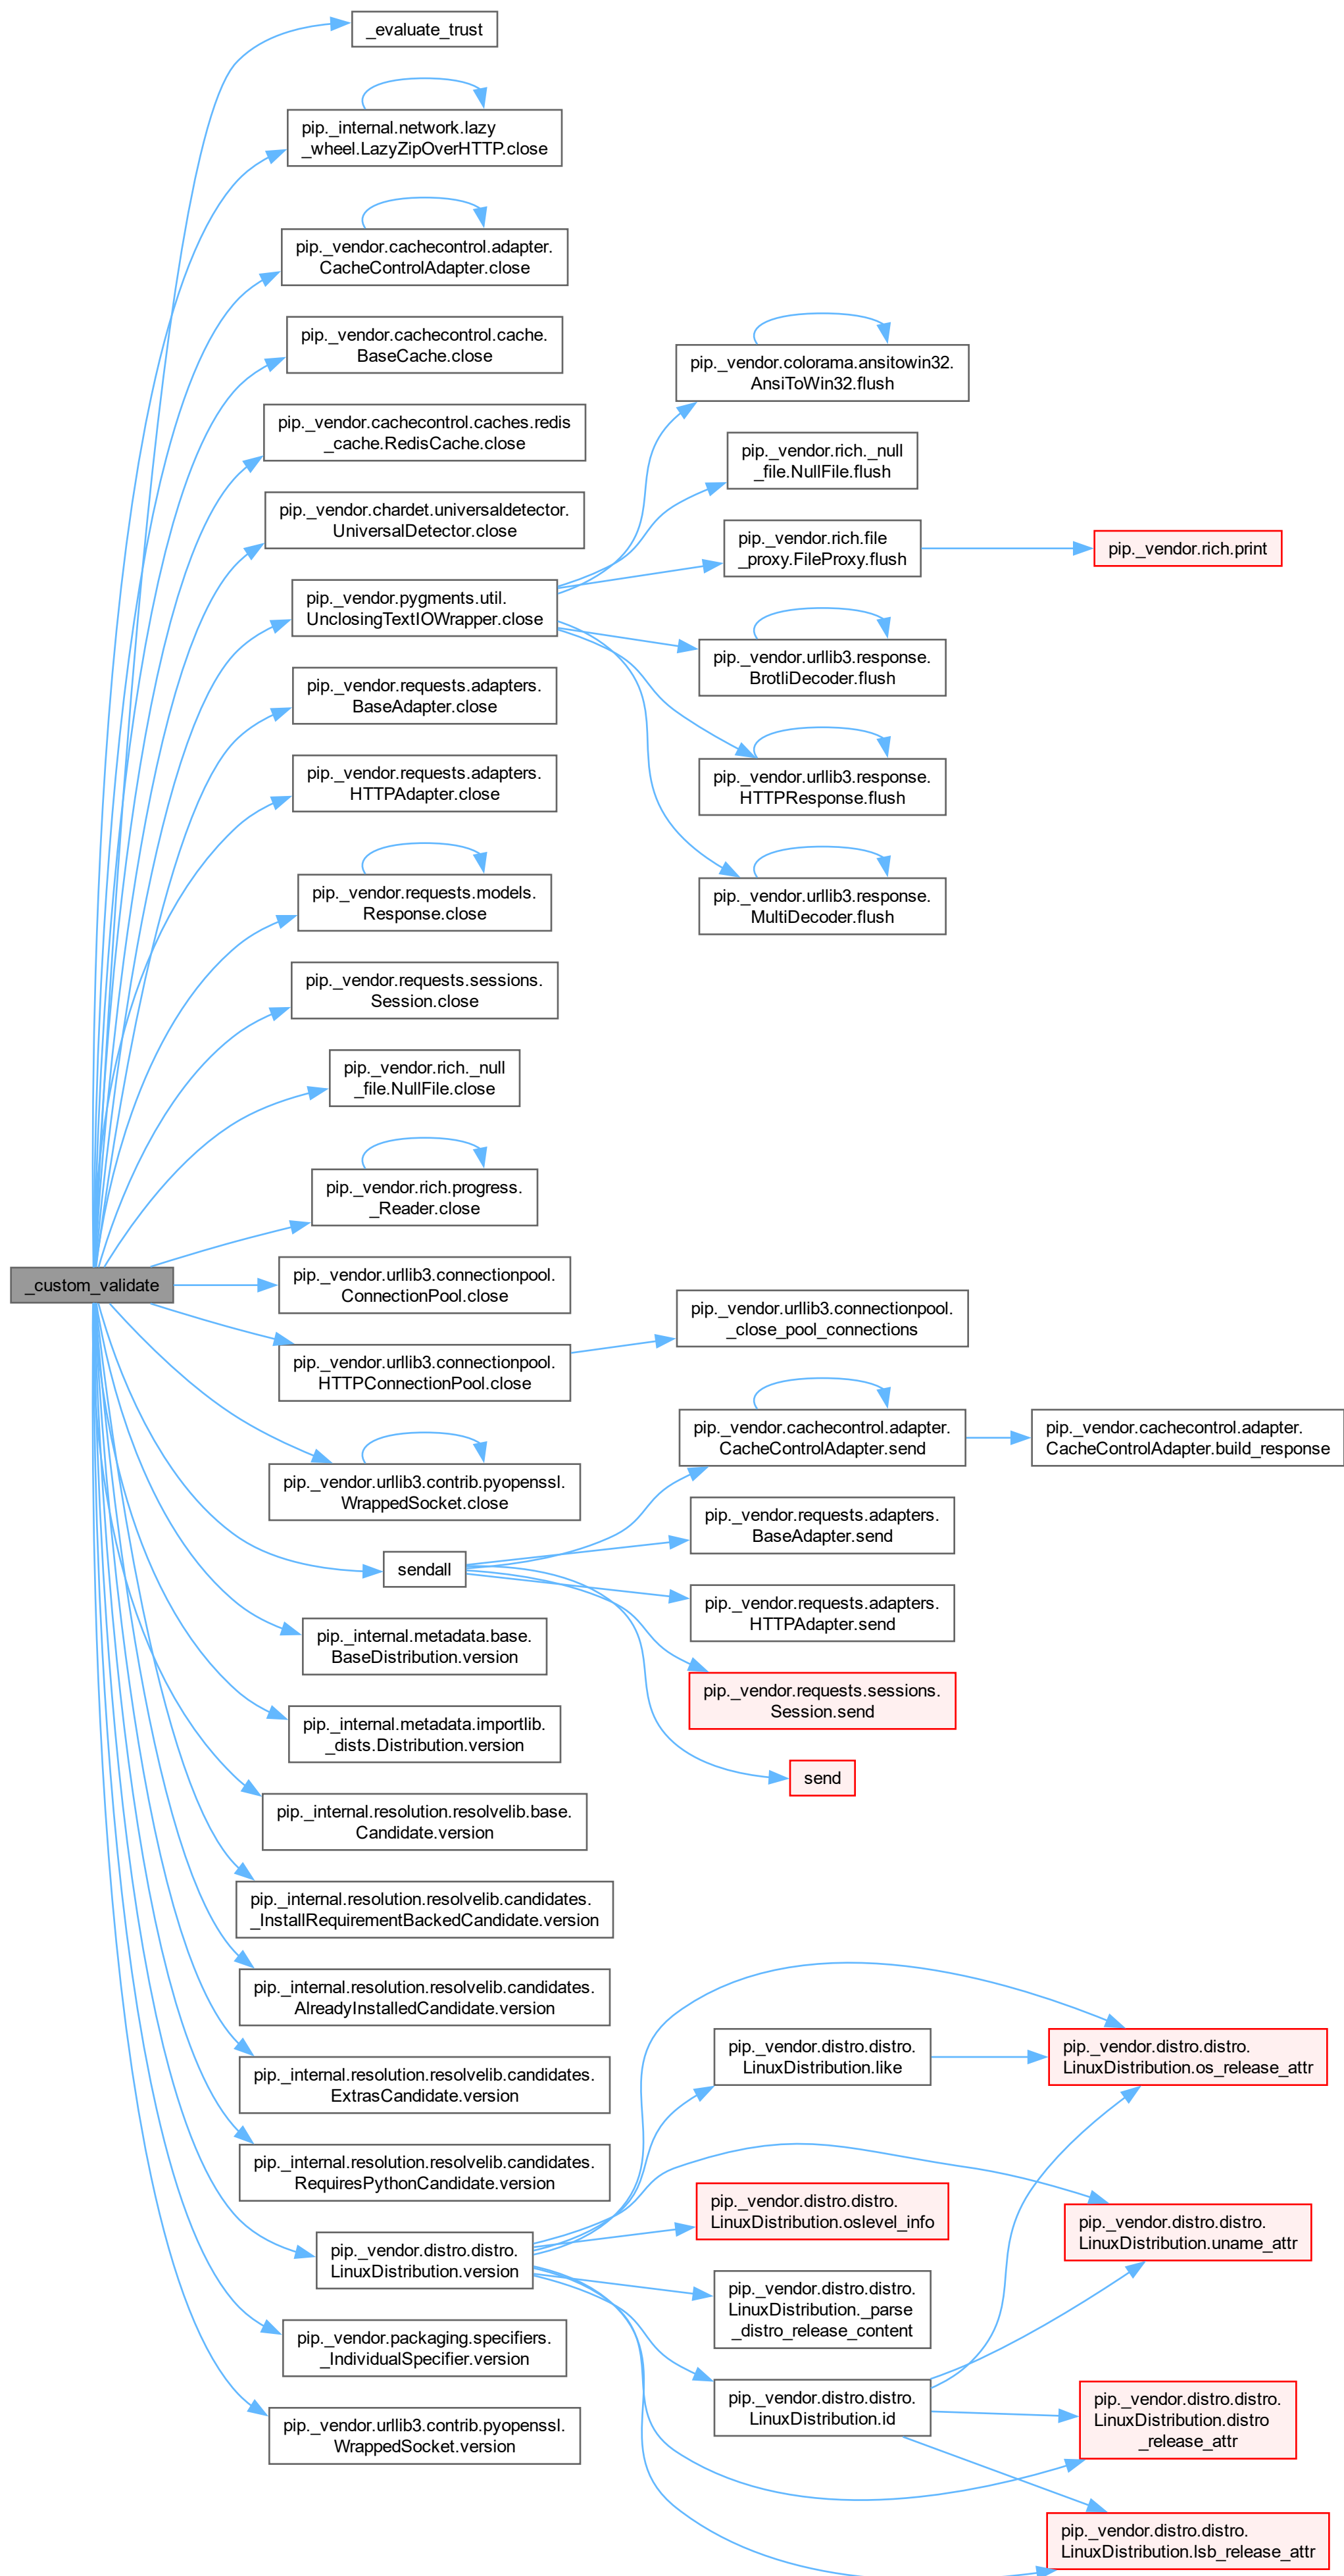 _evaluate_trust
pip._internal.network.lazy
_wheel.LazyZipOverHTTP.close
pip._vendor.cachecontrol.adapter.
CacheControlAdapter.close
pip._vendor.cachecontrol.cache.
BaseCache.close
pip._vendor.cachecontrol.caches.redis
_cache.RedisCache.close
pip._vendor.chardet.universaldetector.
UniversalDetector.close
pip._vendor.pygments.util.
UnclosingTextIOWrapper.close
pip._vendor.requests.adapters.
BaseAdapter.close
pip._vendor.requests.adapters.
HTTPAdapter.close
pip._vendor.requests.models.
Response.close
pip._vendor.requests.sessions.
Session.close
pip._vendor.rich._null
_file.NullFile.close
pip._vendor.rich.progress.
_Reader.close
_custom_validate
pip._vendor.urllib3.connectionpool.
ConnectionPool.close
pip._vendor.urllib3.connectionpool.
HTTPConnectionPool.close
pip._vendor.urllib3.contrib.pyopenssl.
WrappedSocket.close
sendall
pip._internal.metadata.base.
BaseDistribution.version
pip._internal.metadata.importlib.
_dists.Distribution.version
pip._internal.resolution.resolvelib.base.
Candidate.version
pip._internal.resolution.resolvelib.candidates.
_InstallRequirementBackedCandidate.version
pip._internal.resolution.resolvelib.candidates.
AlreadyInstalledCandidate.version
pip._internal.resolution.resolvelib.candidates.
ExtrasCandidate.version
pip._internal.resolution.resolvelib.candidates.
RequiresPythonCandidate.version
pip._vendor.distro.distro.
LinuxDistribution.version
pip._vendor.packaging.specifiers.
_IndividualSpecifier.version
pip._vendor.urllib3.contrib.pyopenssl.
WrappedSocket.version
pip._vendor.colorama.ansitowin32.
AnsiToWin32.flush
pip._vendor.rich._null
_file.NullFile.flush
pip._vendor.rich.file
_proxy.FileProxy.flush
pip._vendor.rich.print
pip._vendor.urllib3.response.
BrotliDecoder.flush
pip._vendor.urllib3.response.
HTTPResponse.flush
pip._vendor.urllib3.response.
MultiDecoder.flush
pip._vendor.urllib3.connectionpool.
_close_pool_connections
pip._vendor.cachecontrol.adapter.
CacheControlAdapter.send
pip._vendor.cachecontrol.adapter.
CacheControlAdapter.build_response
pip._vendor.requests.adapters.
BaseAdapter.send
pip._vendor.requests.adapters.
HTTPAdapter.send
pip._vendor.requests.sessions.
Session.send
send
pip._vendor.distro.distro.
LinuxDistribution.like
pip._vendor.distro.distro.
LinuxDistribution.os_release_attr
pip._vendor.distro.distro.
LinuxDistribution.oslevel_info
pip._vendor.distro.distro.
LinuxDistribution.uname_attr
pip._vendor.distro.distro.
LinuxDistribution._parse
_distro_release_content
pip._vendor.distro.distro.
LinuxDistribution.id
pip._vendor.distro.distro.
LinuxDistribution.distro
_release_attr
pip._vendor.distro.distro.
LinuxDistribution.lsb_release_attr